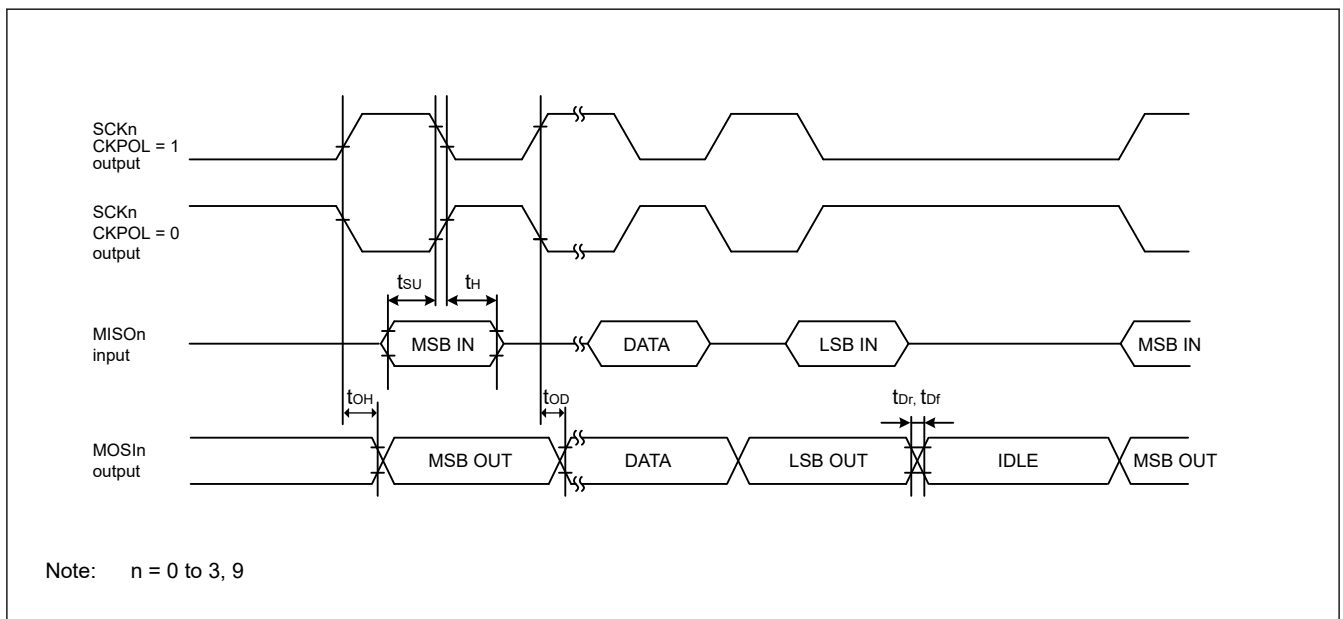 SCKn
CKPOL = 1
output
SCKn
CKPOL = 0
output
tSU
tH
MISOn
input
MSB IN
DATA
LSB IN
MSB IN
tOH
tOD
tDr, tDf
MOSIn
output
MSB OUT
DATA
LSB OUT
IDLE
MSB OUT
Note: n = 0 to 3, 9